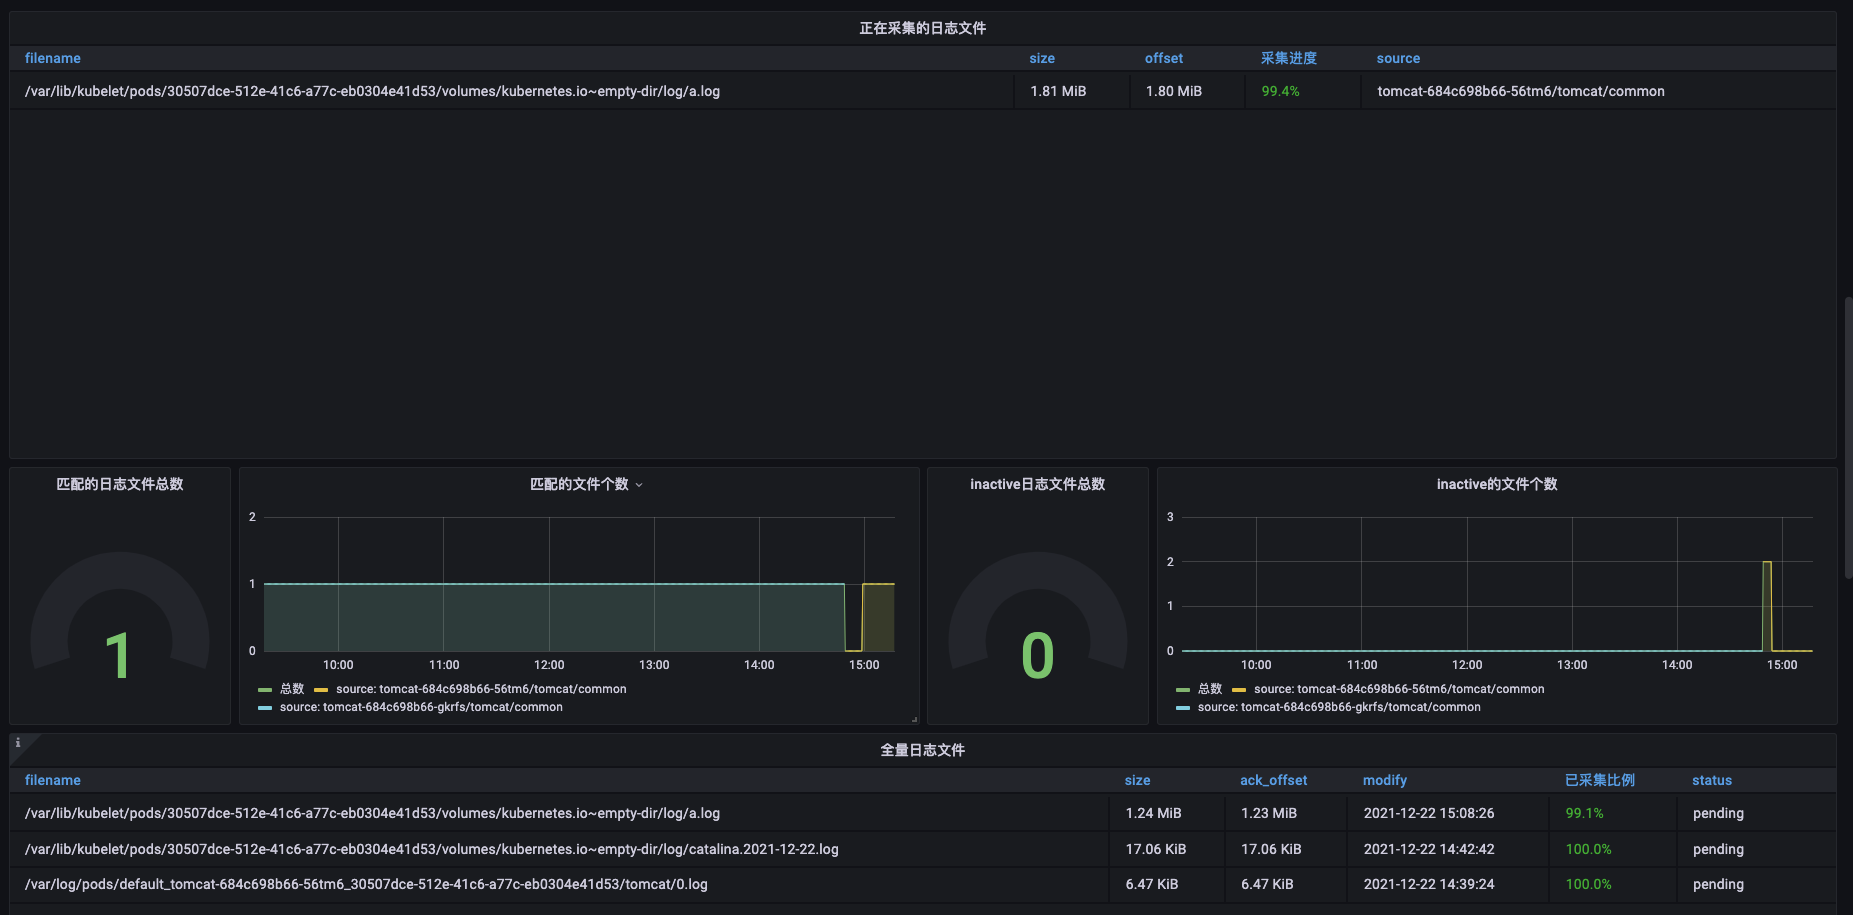 正在采集的日志文件
filename size offset 采集进度 source
/var/lib/kubelet/pods/30507dce-512e-41c6-a77c-eb0304e41d53/volumes/kubernetes.io~empty-dir/log/a.log 1.81 MiB 1.80 MiB 99.4% tomcat-684c698b66-56tm6/tomcat/common
匹配的日志文件总数
1
匹配的文件个数
2
1
0
10:00 11:00 12:00 13:00 14:00 15:00
总数 source: tomcat-684c698b66-56tm6/tomcat/common
source: tomcat-684c698b66-gkrfs/tomcat/common
inactive日志文件总数
0
inactive的文件个数
3
2
1
0
10:00 11:00 12:00 13:00 14:00 15:00
总数 source: tomcat-684c698b66-56tm6/tomcat/common
source: tomcat-684c698b66-gkrfs/tomcat/common
i
全量日志文件
filename size ack_offset modify 已采集比例 status
/var/lib/kubelet/pods/30507dce-512e-41c6-a77c-eb0304e41d53/volumes/kubernetes.io~empty-dir/log/a.log 1.24 MiB 1.23 MiB 2021-12-22 15:08:26 99.1% pending
/var/lib/kubelet/pods/30507dce-512e-41c6-a77c-eb0304e41d53/volumes/kubernetes.io~empty-dir/log/catalina.2021-12-22.log 17.06 KiB 17.06 KiB 2021-12-22 14:42:42 100.0% pending
/var/log/pods/default_tomcat-684c698b66-56tm6_30507dce-512e-41c6-a77c-eb0304e41d53/tomcat/0.log 6.47 KiB 6.47 KiB 2021-12-22 14:39:24 100.0% pending